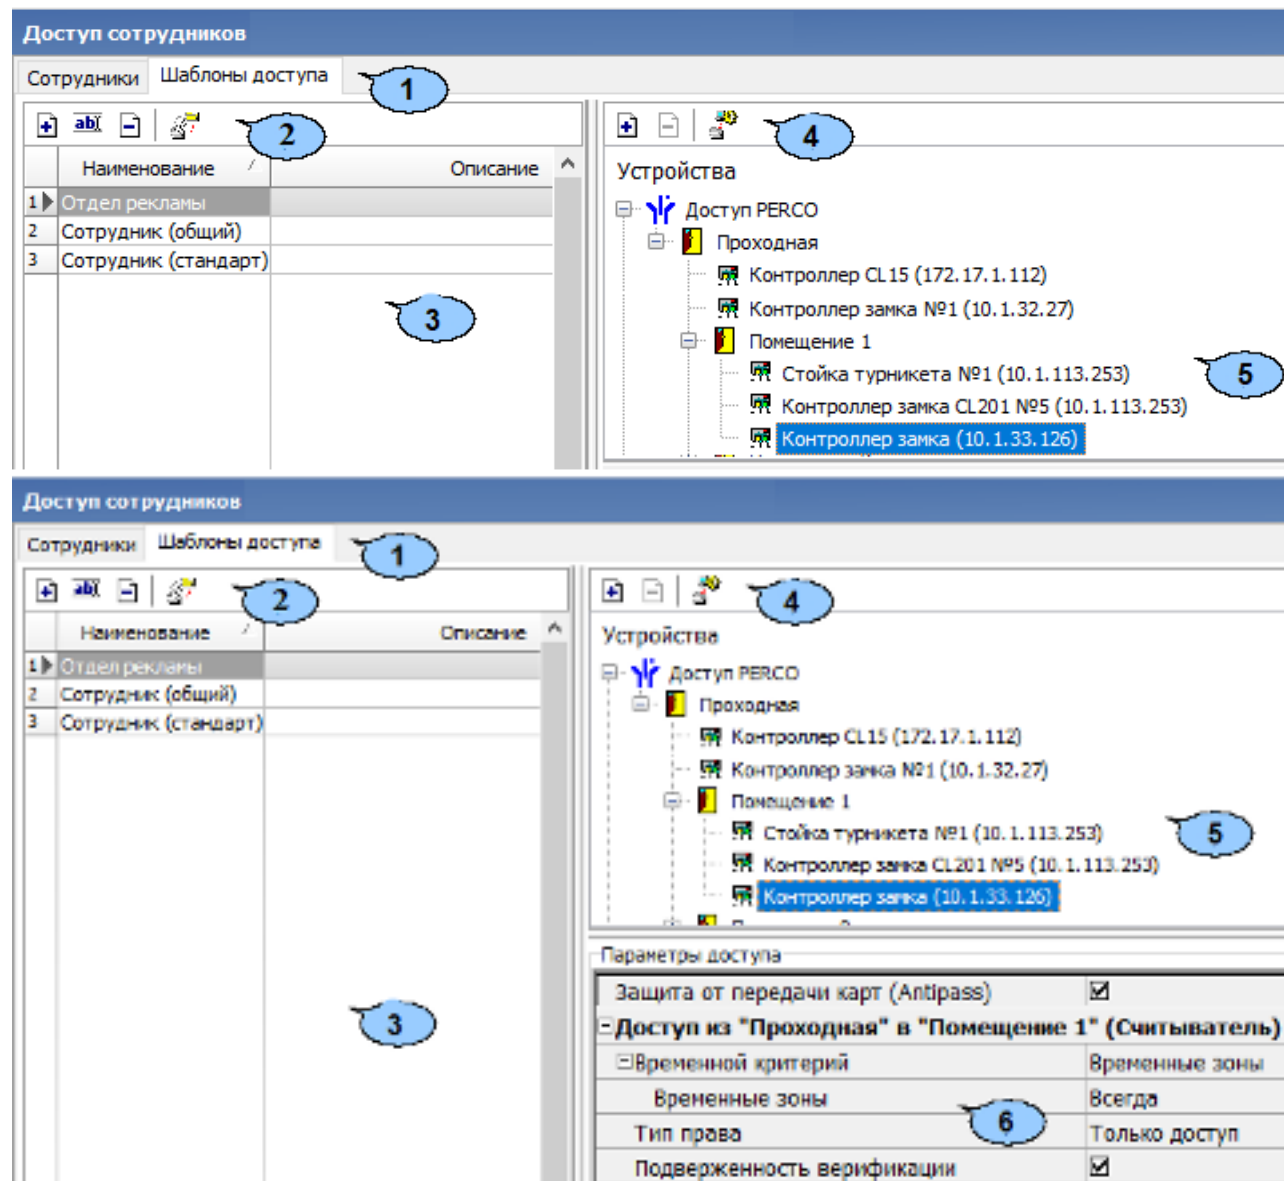 Доступ сотрудников
Сотрудники Шаблоны доступа 1
abI 2
4
Наименование Описание
Устройства
1 Отдел рекламы
2 Сотрудник (общий)
3 Сотрудник (стандарт)
3
Доступ PERCO
Проходная
Контроллер CL15 (172.17.1.112)
Контроллер замка №1 (10.1.32.27)
Помещение 1
Стойка турникета №1 (10.1.113.253)
5
Контроллер замка CL201 №5 (10.1.113.253)
Контроллер замка (10.1.33.126)
Доступ сотрудников
Сотрудники Шаблоны доступа 1
abI 2
4
Наименование Описание
Устройства
1 Отдел рекламы
2 Сотрудник (общий)
3 Сотрудник (стандарт)
3
Доступ PERCO
Проходная
Контроллер CL15 (172.17.1.112)
Контроллер замка №1 (10.1.32.27)
Помещение 1
Стойка турникета №1 (10.1.113.253)
5
Контроллер замка CL201 №5 (10.1.113.253)
Контроллер замка (10.1.33.126)
Параметры доступа
Защита от передачи карт (Antipass)
Доступ из "Проходная" в "Помещение 1" (Считыватель)
Временной критерий Временные зоны
Временные зоны Всегда
6
Тип права Только доступ
Подверженность верификации